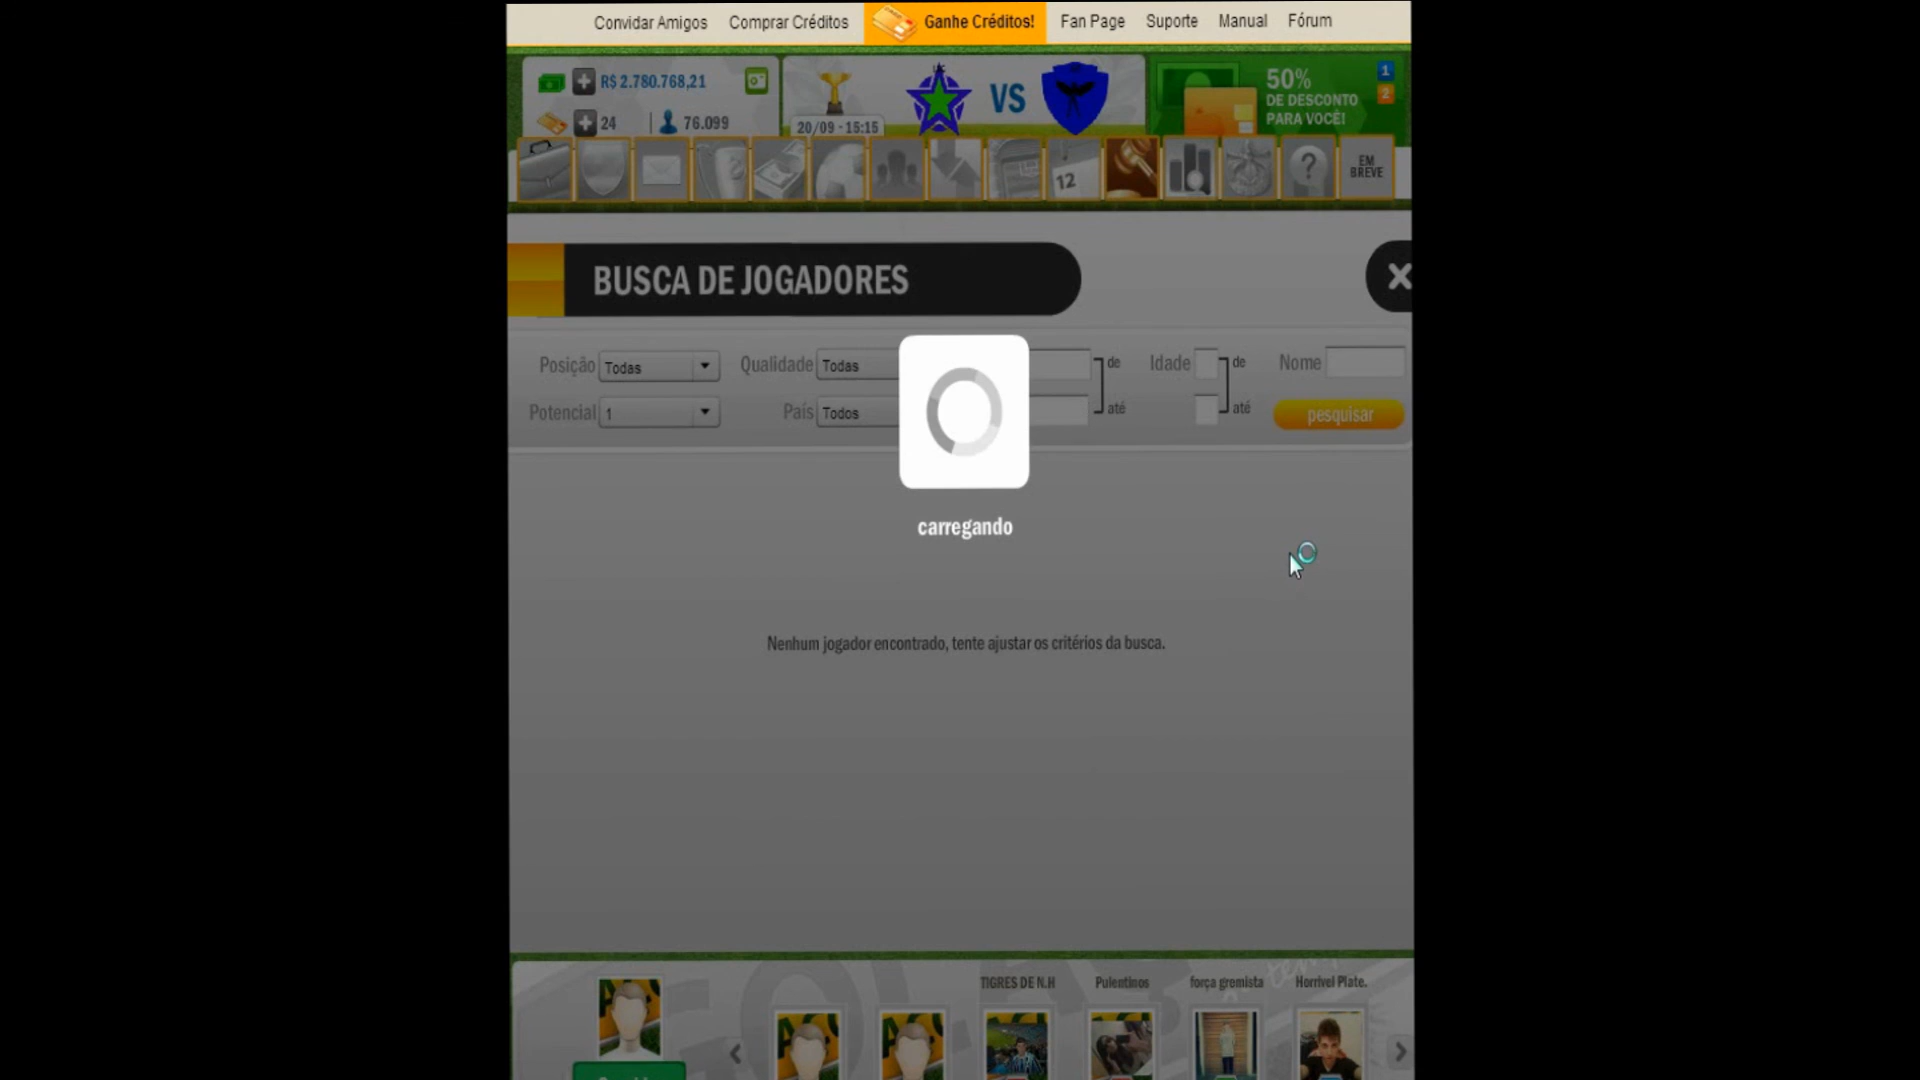 Convidar Amigos Comprar Créditos Ganhe Créditos! Fan Page Suporte Manual Fórum
R$ 2.780.768,21
24 76.099
20/09 - 15:15
VS
50%
DE DESCONTO
PARA VOCÊ!
1
2
12
?
EM
BREVE
BUSCA DE JOGADORES
X
Posição Todas Qualidade Todas de Idade de Nome
Potencial 1 País Todos até até pesquisar
carregando
Nenhum jogador encontrado, tente ajustar os critérios da busca.
TIGRES DE N.H Pulentinos força gremista Horrivel Plate.